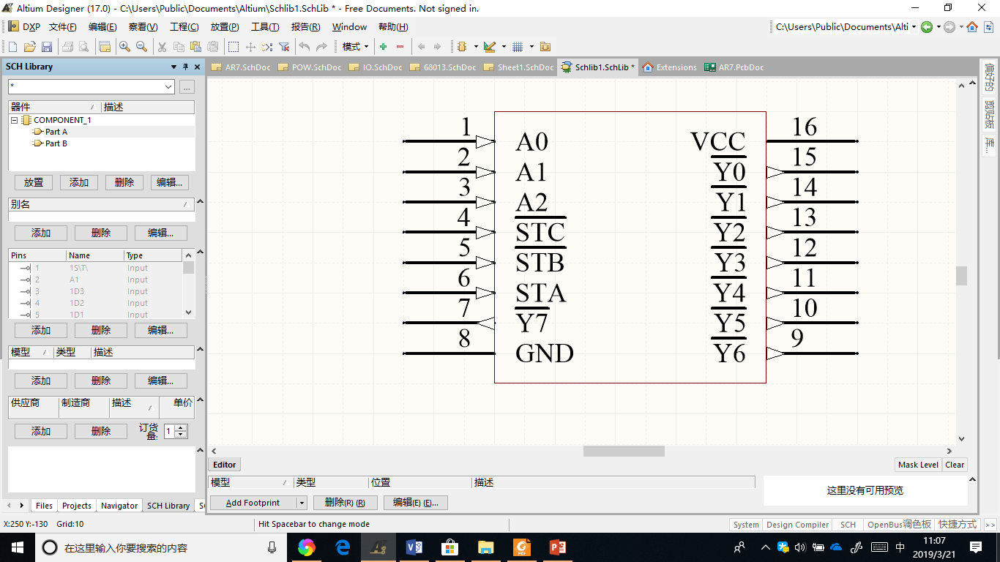 Altium Designer (17.0) - C:\Users\Public\Documents\Altium\Schlib1.SchLib * - Free Documents. Not signed in.
DXP 文件(F) 编辑(E) 察看(V) 工程(C) 放置(P) 工具(T) 报告(R) Window 帮助(H) C:\Users\Public\Documents\Alti
模式
SCH Library
AR7.SchDoc POW.SchDoc IO.SchDoc 68013.SchDoc Sheet1.SchDoc Schlib1.SchLib * Extensions AR7.PcbDoc
偏好的
剪贴板
库...
*
...
器件 / 描述
COMPONENT_1
Part A
Part B
放置 添加 删除 编辑...
别名 /
添加 删除 编辑...
Pins Name Type
1 1S\T\ Input
2 A1 Input
3 1D3 Input
4 1D2 Input
5 1D1 Input
添加 删除 编辑...
模型 / 类型 描述
添加 删除 编辑...
供应商 制造商 描述 / 单价
添加 删除 订货量: 1
1 A0 VCC 16
2 A1 Y0 15
3 A2 Y1 14
4 STC Y2 13
5 STB Y3 12
6 STA Y4 11
7 Y7 Y5 10
8 GND Y6 9
Editor Mask Level Clear
模型 / 类型 位置 描述
这里没有可用预览
Add Footprint 删除(R) (R) 编辑(E) (E)...
Files Projects Navigator SCH Library
X:250 Y:-130 Grid:10 Hit Spacebar to change mode System Design Compiler SCH OpenBus调色板 快捷方式 >>
在这里输入你要搜索的内容
中
11:07
2019/3/21